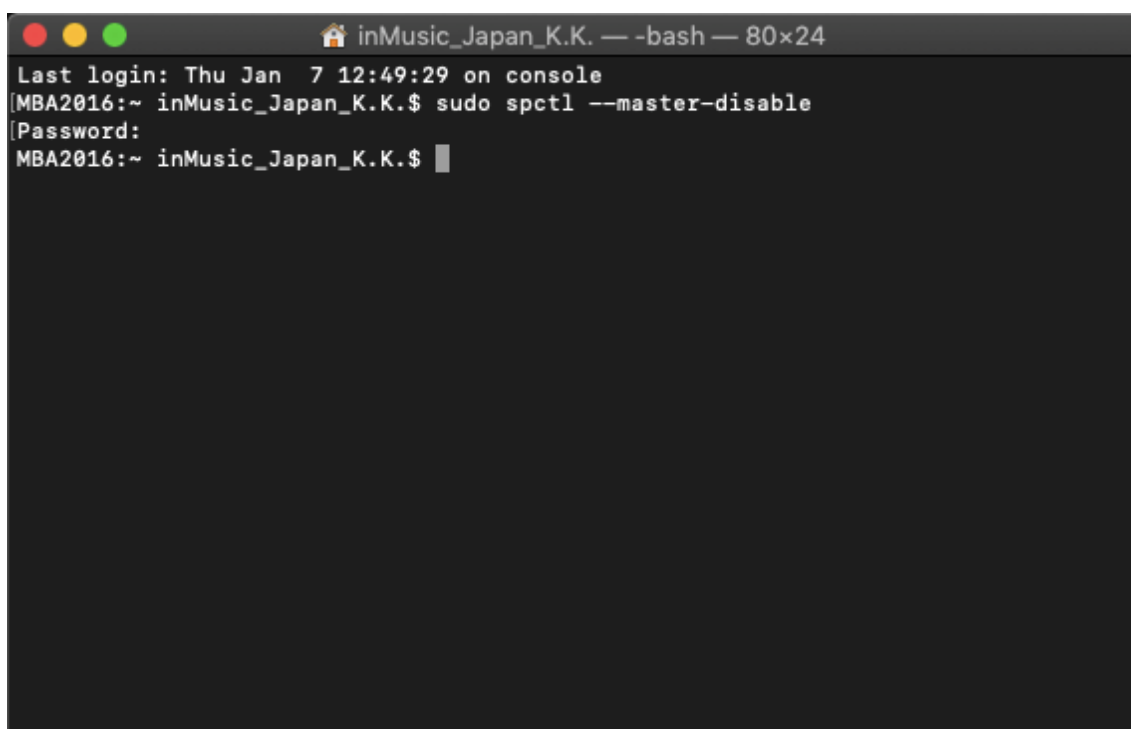 inMusic_Japan_K.K. — -bash — 80×24
Last login: Thu Jan  7 12:49:29 on console
[MBA2016:~ inMusic_Japan_K.K.$ sudo spctl --master-disable
[Password:
MBA2016:~ inMusic_Japan_K.K.$